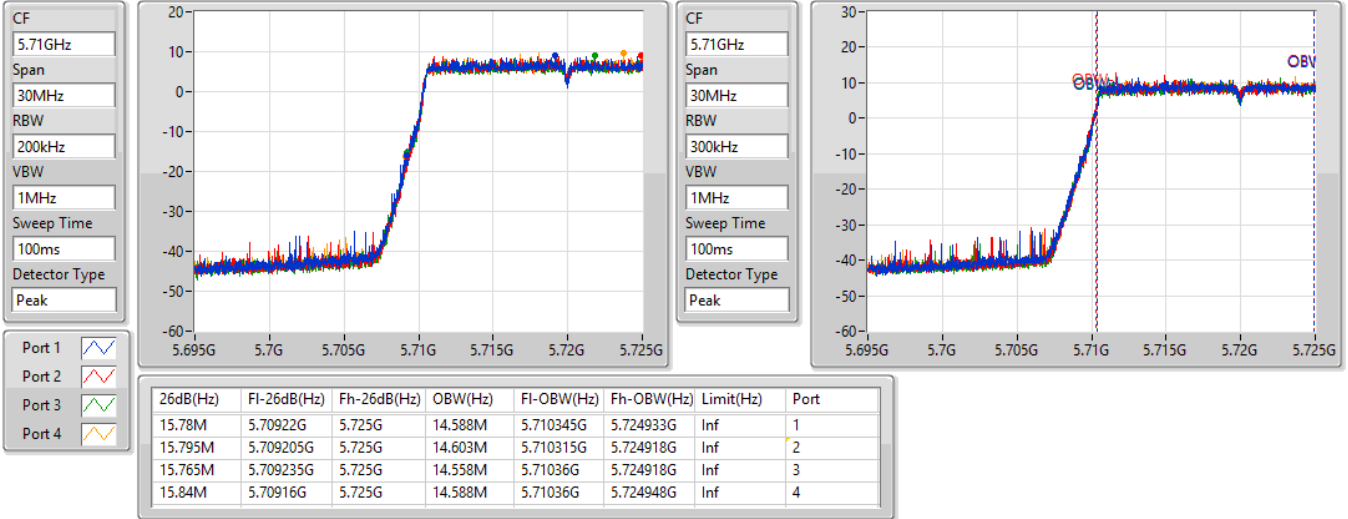 CF
5.71GHz
Span
30MHz
RBW
200kHz
VBW
1MHz
Sweep Time
100ms
Detector Type
Peak
20
10
0
-10
-20
-30
-40
-50
-60
5.695G 5.7G 5.705G 5.71G 5.715G 5.72G 5.725G
CF
5.71GHz
Span
30MHz
RBW
300kHz
VBW
1MHz
Sweep Time
100ms
Detector Type
Peak
30
20
10
0
-10
-20
-30
-40
-50
-60
5.695G 5.7G 5.705G 5.71G 5.715G 5.72G 5.725G
OBW
OBW
Port 1
Port 2
Port 3
Port 4
26dB(Hz) Fl-26dB(Hz) Fh-26dB(Hz) OBW(Hz) Fl-OBW(Hz) Fh-OBW(Hz) Limit(Hz) Port
15.78M 5.70922G 5.725G 14.588M 5.710345G 5.724933G Inf 1
15.795M 5.709205G 5.725G 14.603M 5.710315G 5.724918G Inf 2
15.765M 5.709235G 5.725G 14.558M 5.71036G 5.724918G Inf 3
15.84M 5.70916G 5.725G 14.588M 5.71036G 5.724948G Inf 4